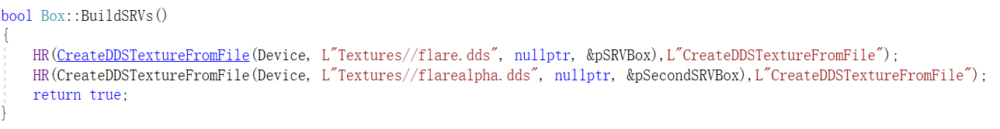 bool Box::BuildSRVs()
{
    HR(CreateDDSTextureFromFile(Device, L"Textures//flare.dds", nullptr, &pSRVBox),L"CreateDDSTextureFromFile");
    HR(CreateDDSTextureFromFile(Device, L"Textures//flarealpha.dds", nullptr, &pSecondSRVBox),L"CreateDDSTextureFromFile");
    return true;
}